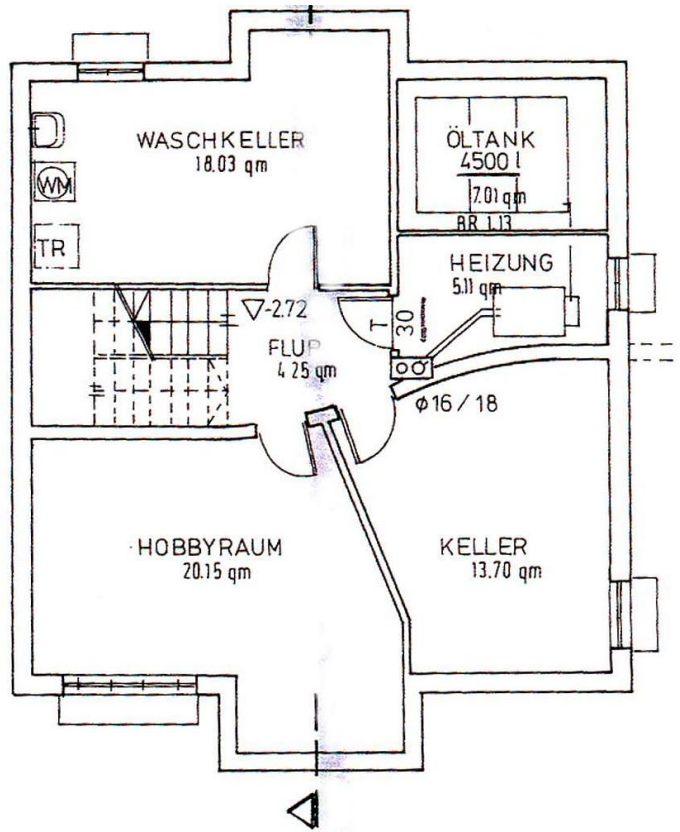 WASCHKELLER
18.03 qm
ÖLTANK
4500 l
7.01 qm
BR 1.13
WM
TR
HEIZUNG
5.11 qm
-2.72
T 30
FLUR
4.25 qm
ϕ16 / 18
HOBBYRAUM
20.15 qm
KELLER
13.70 qm